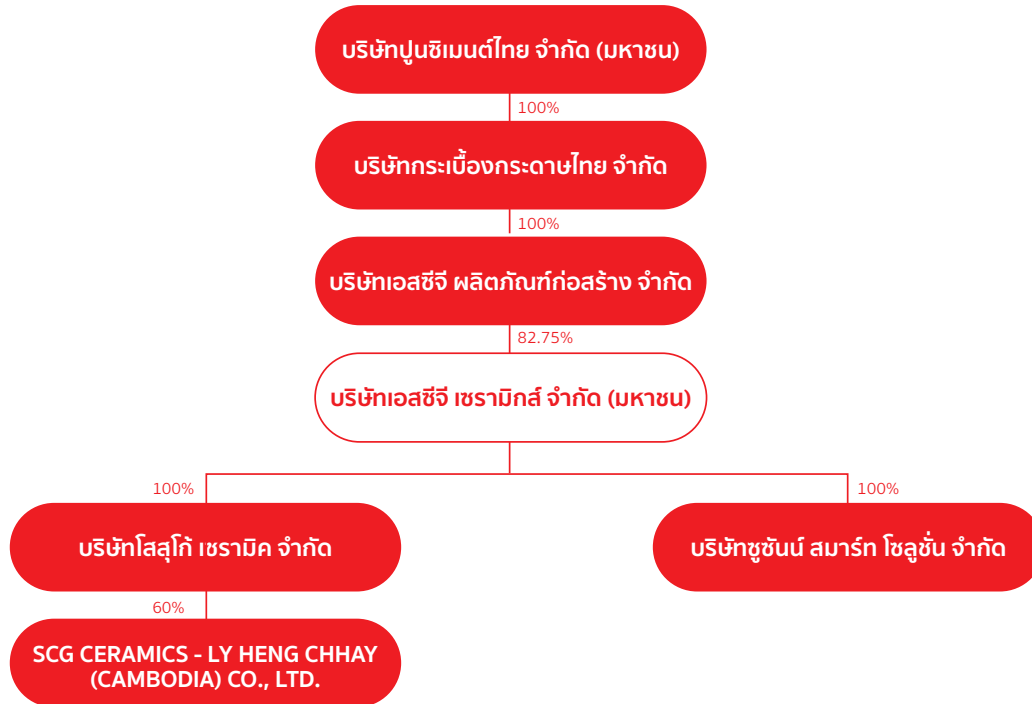 บริษัทปูนซิเมนต์ไทย จำกัด (มหาชน)
100%
บริษัทกระเบื้องกระดาษไทย จำกัด
100%
บริษัทเอสซีจี ผลิตภัณฑ์ก่อสร้าง จำกัด
82.75%
บริษัทเอสซีจี เซรามิกส์ จำกัด (มหาชน)
100%
100%
บริษัทโสสุโก้ เซรามิค จำกัด
บริษัทซูซันน์ สมาร์ท โซลูชั่น จำกัด
60%
SCG CERAMICS - LY HENG CHHAY
(CAMBODIA) CO., LTD.